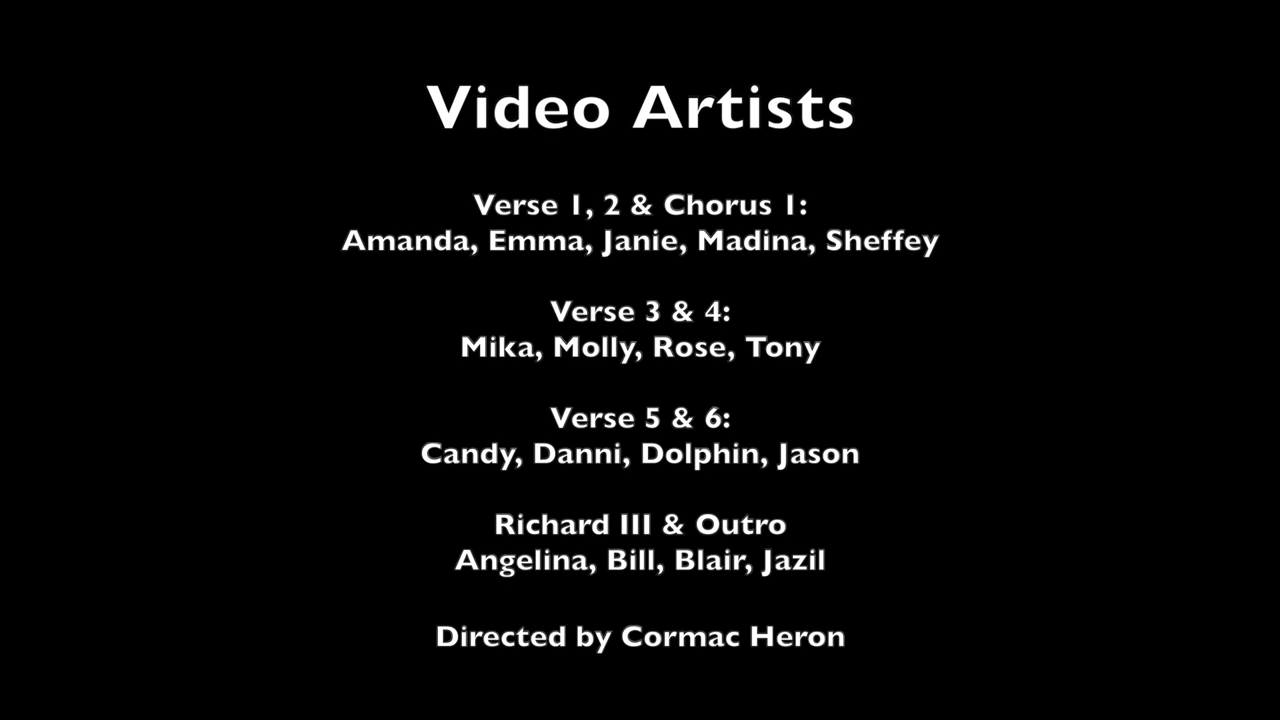 Video Artists
Verse 1, 2 & Chorus 1:
Amanda, Emma, Janie, Madina, Sheffey
Verse 3 & 4:
Mika, Molly, Rose, Tony
Verse 5 & 6:
Candy, Danni, Dolphin, Jason
Richard III & Outro
Angelina, Bill, Blair, Jazil
Directed by Cormac Heron